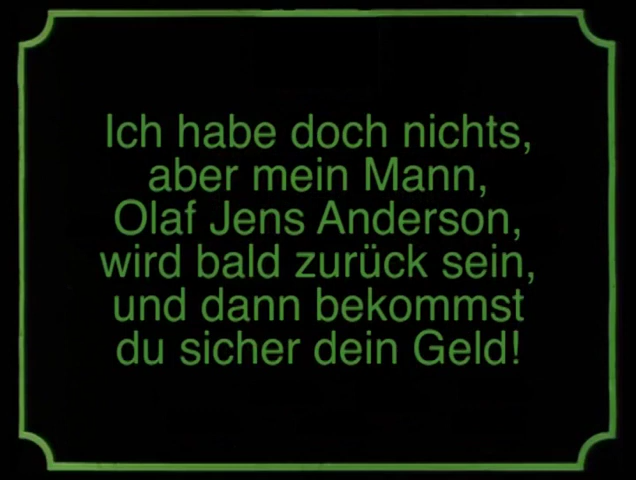 Ich habe doch nichts,
aber mein Mann,
Olaf Jens Anderson,
wird bald zurück sein,
und dann bekommst
du sicher dein Geld!